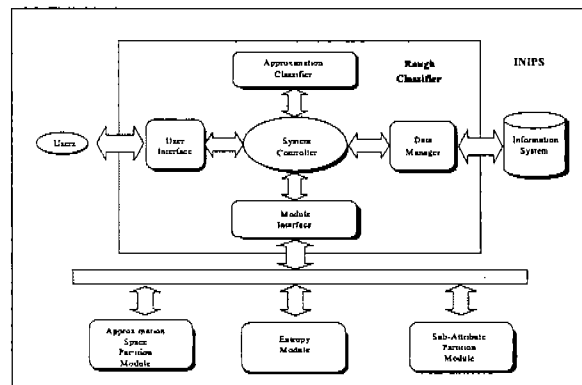 Approximation
Classifier
Rough
Classifier
INIPS
Users
User
Interface
System
Controller
Data
Manager
Information
System
Module
Interface
Approximation
Space
Partition
Module
Entropy
Module
Sub-Attribute
Partition
Module